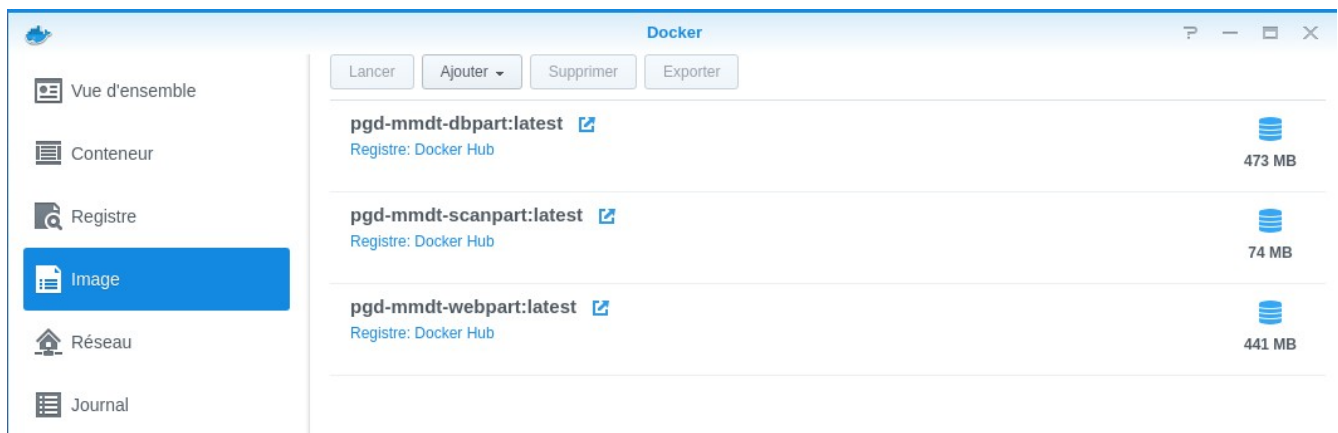 Docker
Lancer Ajouter Supprimer Exporter
Vue d'ensemble
Conteneur
Registre
Image
Réseau
Journal
pgd-mmdt-dbpart:latest
Registre: Docker Hub
473 MB
pgd-mmdt-scanpart:latest
Registre: Docker Hub
74 MB
pgd-mmdt-webpart:latest
Registre: Docker Hub
441 MB